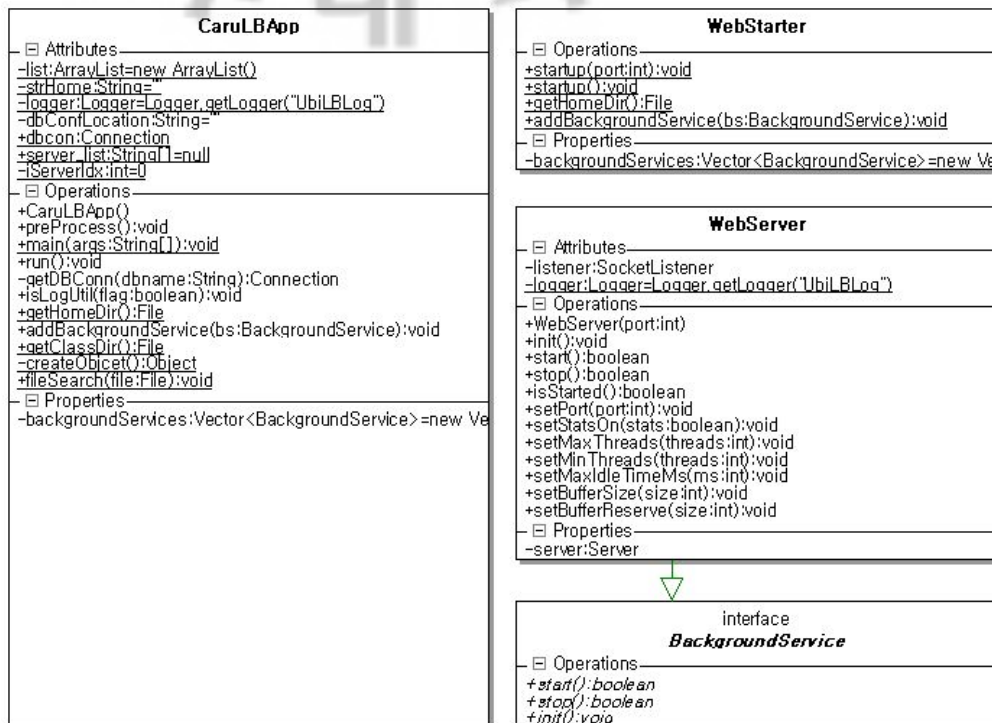 CaruLBApp
Attributes
-list:ArrayList=new ArrayList()
-strHome:String=""
-logger:Logger=Logger.getLogger("UbiLBLog")
-dbConfLocation:String=""
+dbcon:Connection
+server_list:String[]=null
-iServerIdx:int=0
Operations
+CaruLBApp()
+preProcess():void
+main(args:String[]):void
+run():void
-getDBConn(dbname:String):Connection
+isLogUtil(flag:boolean):void
+getHomeDir():File
+addBackgroundService(bs:BackgroundService):void
+getClassDir():File
-createObjcet():Object
+fileSearch(file:File):void
Properties
-backgroundServices:Vector<BackgroundService>=new Ve
WebStarter
Operations
+startup(port:int):void
+startup():void
+getHomeDir():File
+addBackgroundService(bs:BackgroundService):void
Properties
-backgroundServices:Vector<BackgroundService>=new Ve
WebServer
Attributes
-listener:SocketListener
-logger:Logger=Logger.getLogger("UbiLBLog")
Operations
+WebServer(port:int)
+init():void
+start():boolean
+stop():boolean
+isStarted():boolean
+setPort(port:int):void
+setStatsOn(stats:boolean):void
+setMaxThreads(threads:int):void
+setMinThreads(threads:int):void
+setMaxIdleTimeMs(ms:int):void
+setBufferSize(size:int):void
+setBufferReserve(size:int):void
Properties
-server:Server
interface
BackgroundService
Operations
+start():boolean
+stop():boolean
+init():void